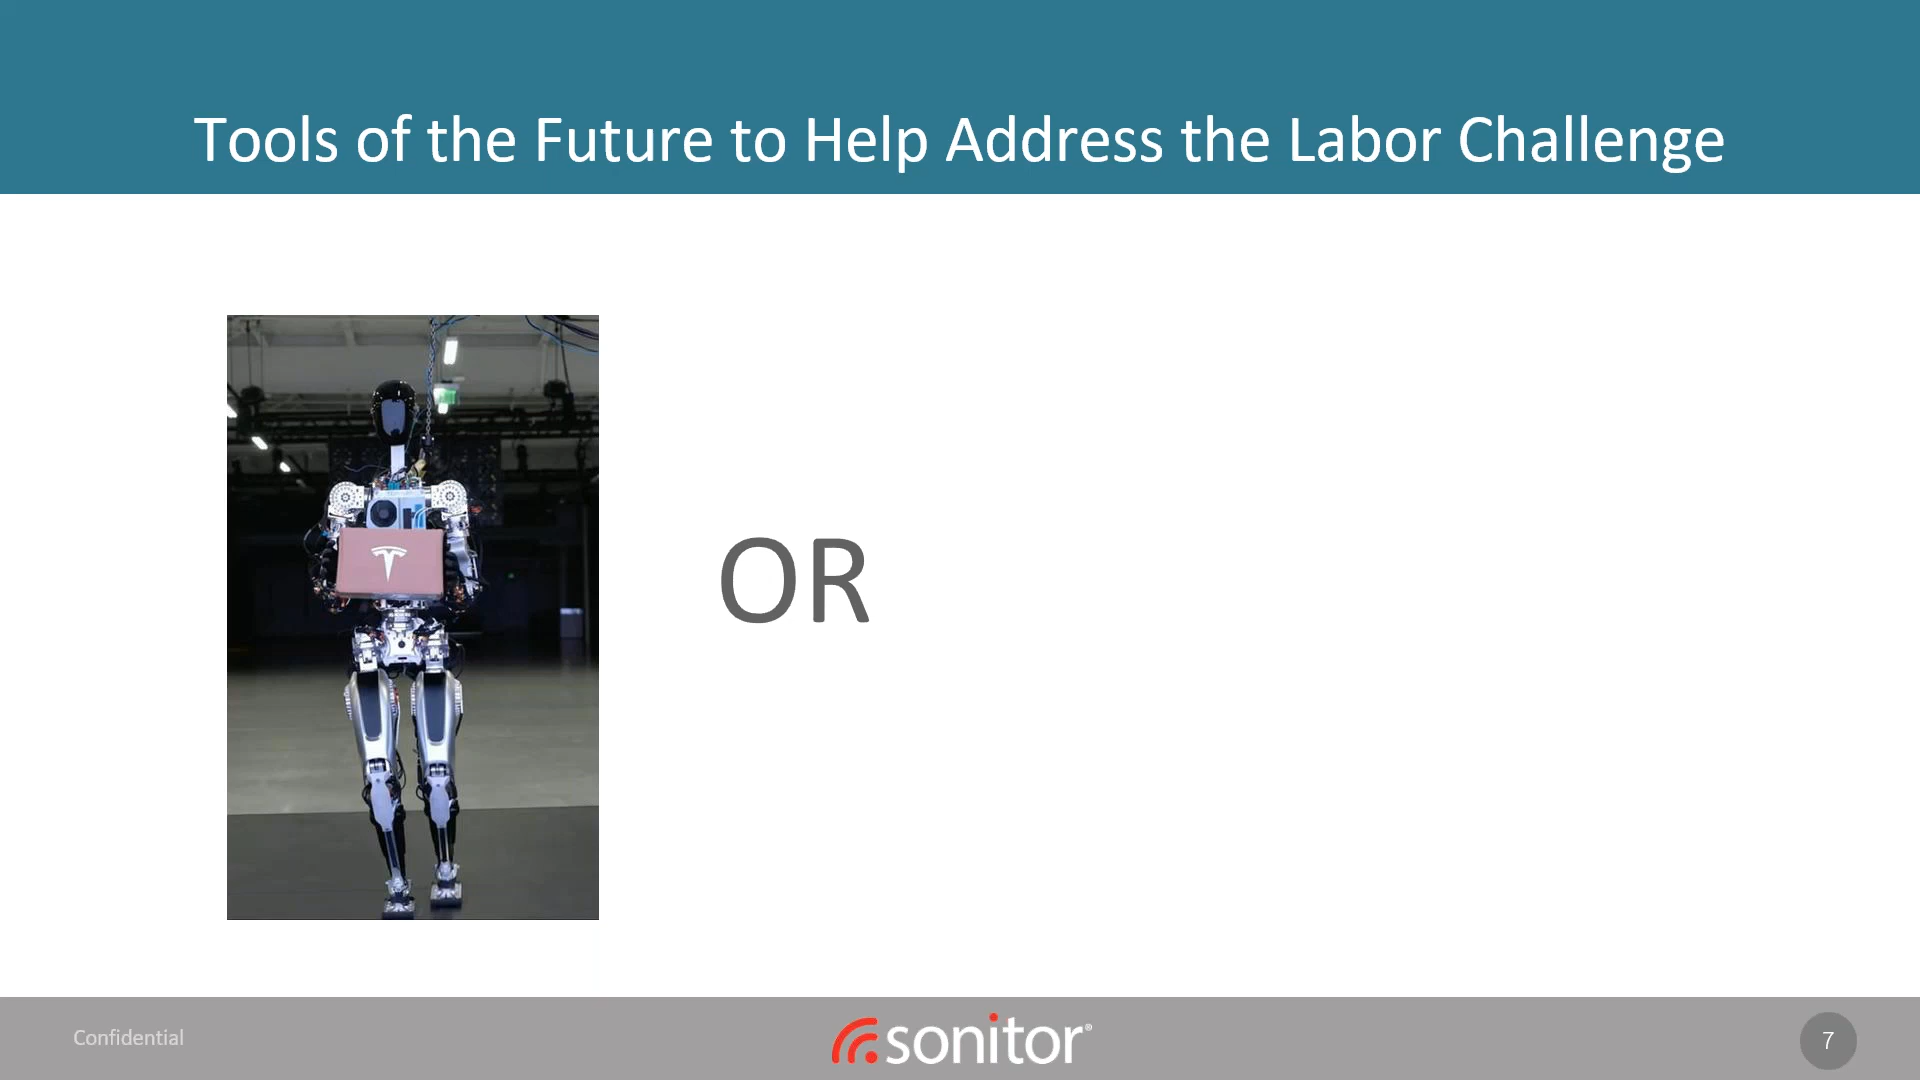 Tools of the Future to Help Address the Labor Challenge
OR
Confidential
sonitor®
7